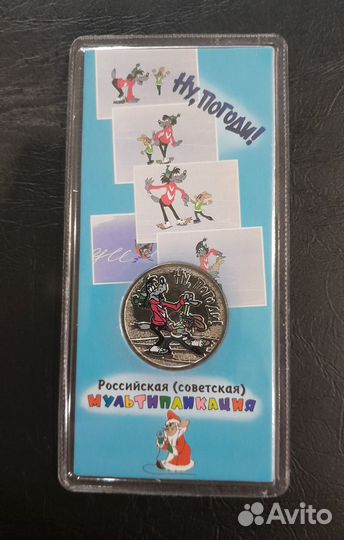 Ну, погоди!
НУ, ПОГОДИ!
Российская (советская)
МУЛЬТИПЛИКАЦИЯ
Avito